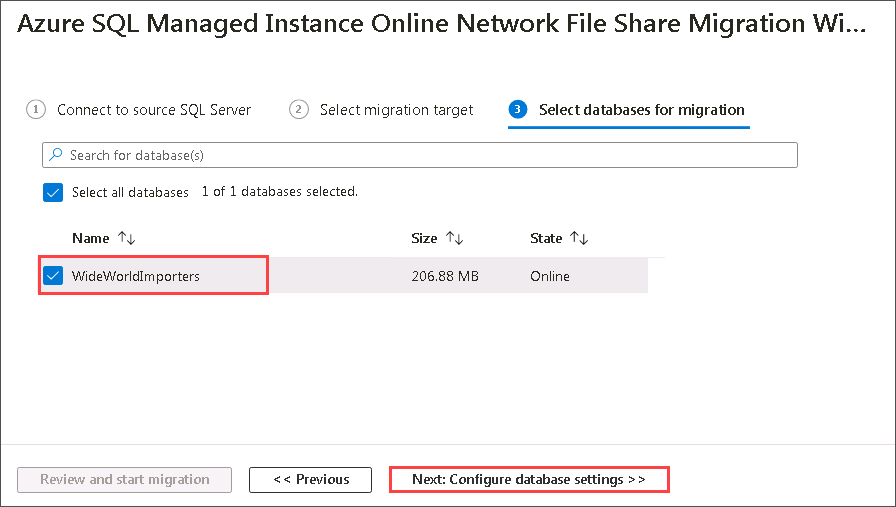 Azure SQL Managed Instance Online Network File Share Migration Wi...
1 Connect to source SQL Server 2 Select migration target 3 Select databases for migration
Search for database(s)
Select all databases 1 of 1 databases selected.
Name Size State
WideWorldImporters 206.88 MB Online
Review and start migration << Previous Next: Configure database settings >>